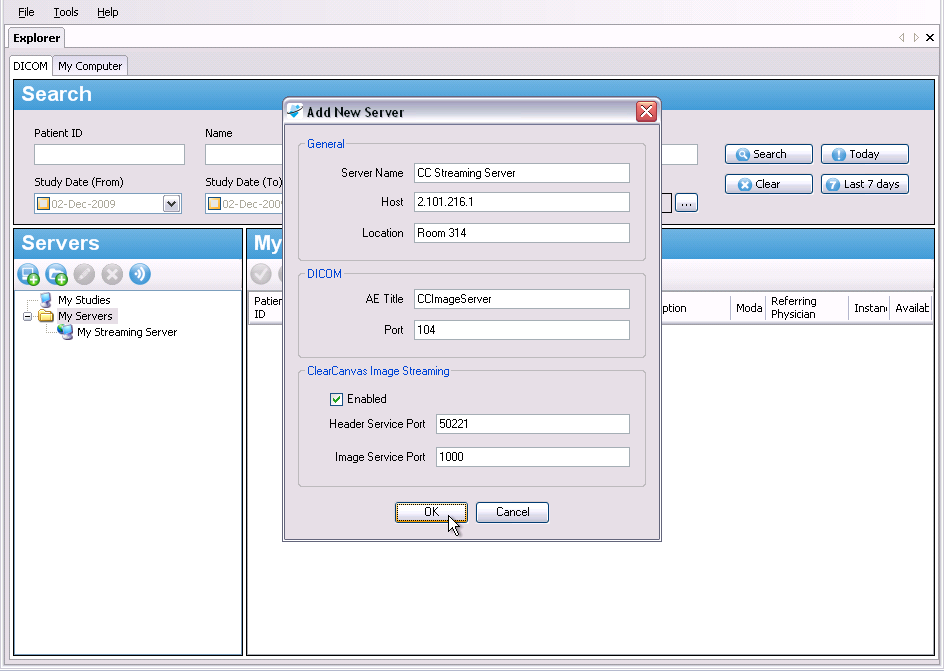 File Tools Help
Explorer
DICOM My Computer
Search
Patient ID Name
Study Date (From) Study Date (To)
02-Dec-2009 02-Dec-2009
Search Today
Clear Last 7 days
...
Servers
My
My Studies
My Servers
My Streaming Server
Patien
ID
ption Moda Referring
Physician Instan Availab
Add New Server
General
Server Name CC Streaming Server
Host 2.101.216.1
Location Room 314
DICOM
AE Title CCImageServer
Port 104
ClearCanvas Image Streaming
Enabled
Header Service Port 50221
Image Service Port 1000
OK Cancel